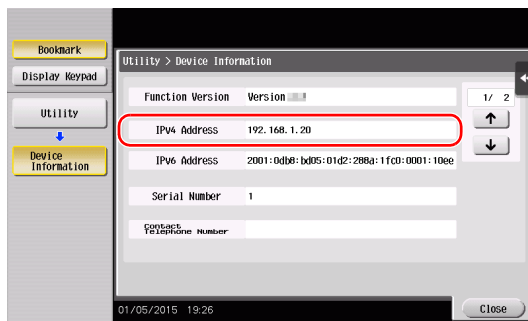 Bookmark
Display Keypad
Utility
Device
Information
Utility > Device Information
Function Version Version
IPv4 Address 192.168.1.20
IPv6 Address 2001:0db8:bd05:01d2:288a:1fc0:0001:10ee
Serial Number 1
Contact
Telephone Number
1/ 2
01/05/2015 19:26
Close